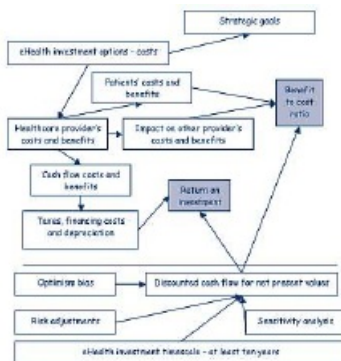 Strategic goals
eHealth investment options - costs
Patients' costs and
benefits
Benefit
to cost
ratio
Healthcare provider's
costs and benefits
Impact on other provider's
costs and benefits
Cash flow costs and
benefits
Return on
investment
Taxes, financing costs
and depreciation
Optimism bias
Discounted cash flow for net present values
Risk adjustments
Sensitivity analysis
eHealth investment timescale - at least ten years